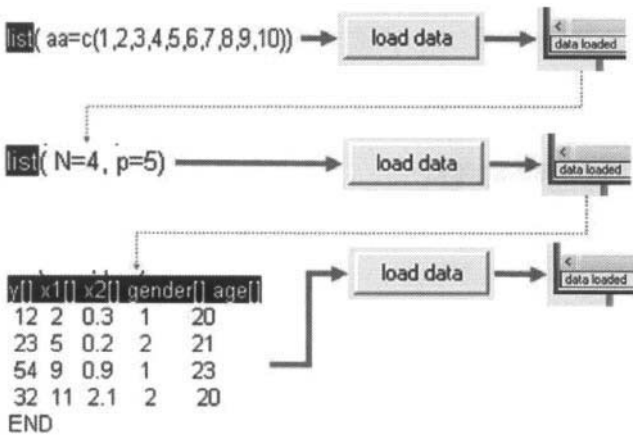 list( aa=c(1,2,3,4,5,6,7,8,9,10))
load data
<
data loaded
list( N=4, p=5)
load data
<
data loaded
y[] x1[] x2[] gender[] age[]
load data
<
data loaded
12 2 0.3 1 20
23 5 0.2 2 21
54 9 0.9 1 23
32 11 2.1 2 20
END